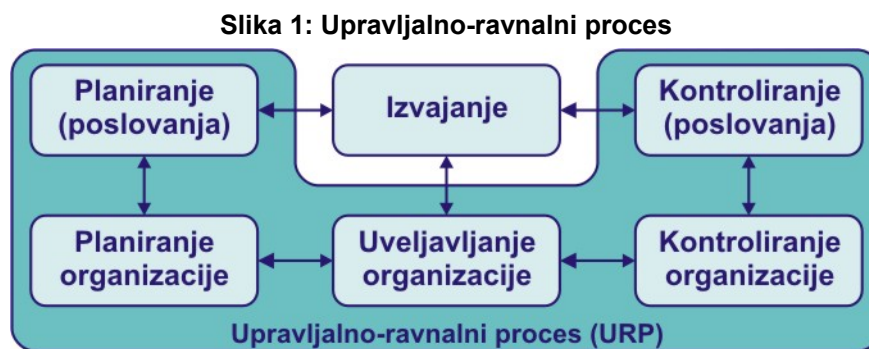 Slika 1: Upravljalno-ravnalni proces
Planiranje
(poslovanja)
Izvajanje
Kontroliranje
(poslovanja)
Planiranje
organizacije
Uveljavljanje
organizacije
Kontroliranje
organizacije
Upravljalno-ravnalni proces (URP)